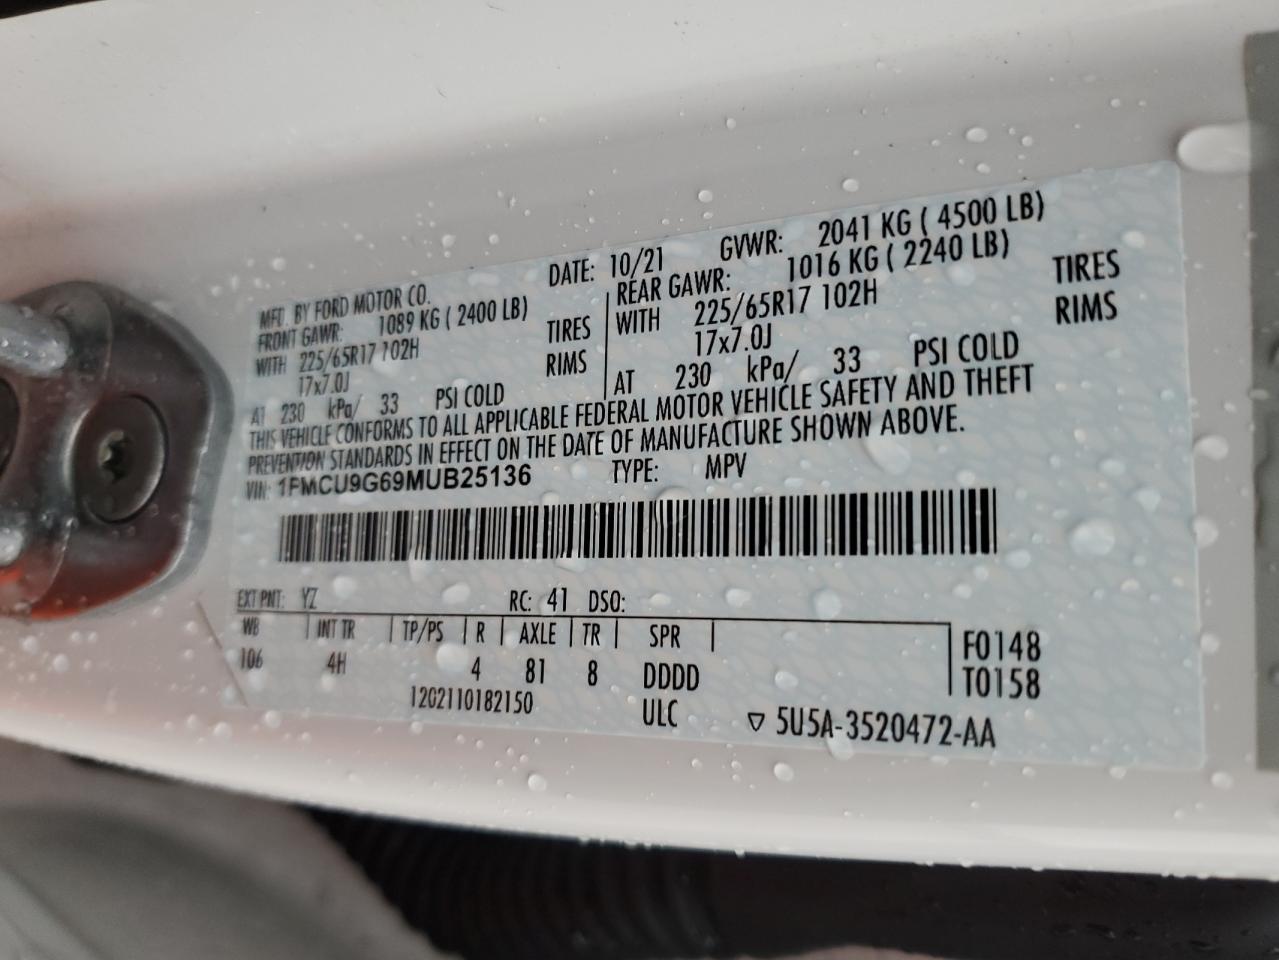 MFD. BY FORD MOTOR CO.
DATE: 10/21
GVWR: 2041 KG ( 4500 LB)
FRONT GAWR: 1089 KG ( 2400 LB)
WITH 225/65R17 102H TIRES
17x7.0J RIMS
AT 230 kPa/ 33 PSI COLD
REAR GAWR: 1016 KG ( 2240 LB)
WITH 225/65R17 102H TIRES
17x7.0J RIMS
AT 230 kPa/ 33 PSI COLD
THIS VEHICLE CONFORMS TO ALL APPLICABLE FEDERAL MOTOR VEHICLE SAFETY AND THEFT
PREVENTION STANDARDS IN EFFECT ON THE DATE OF MANUFACTURE SHOWN ABOVE.
VIN: 1FMCU9G69MUB25136 TYPE: MPV
EXT PNT: YZ RC: 41 DSO:
WB | INT TR | TP/PS | R | AXLE | TR | SPR | F0148
106 4H 4 81 8 DDDD T0158
1202110182150 ULC ▽ 5U5A-3520472-AA